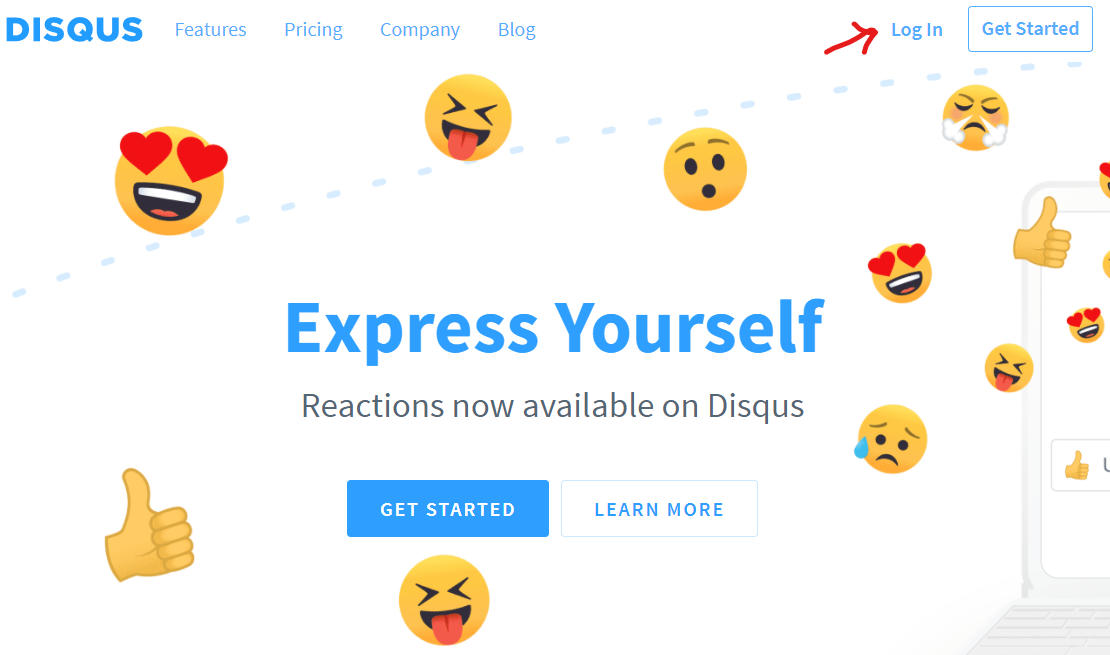 DISQUS Features Pricing Company Blog Log In Get Started
Express Yourself
Reactions now available on Disqus
GET STARTED LEARN MORE